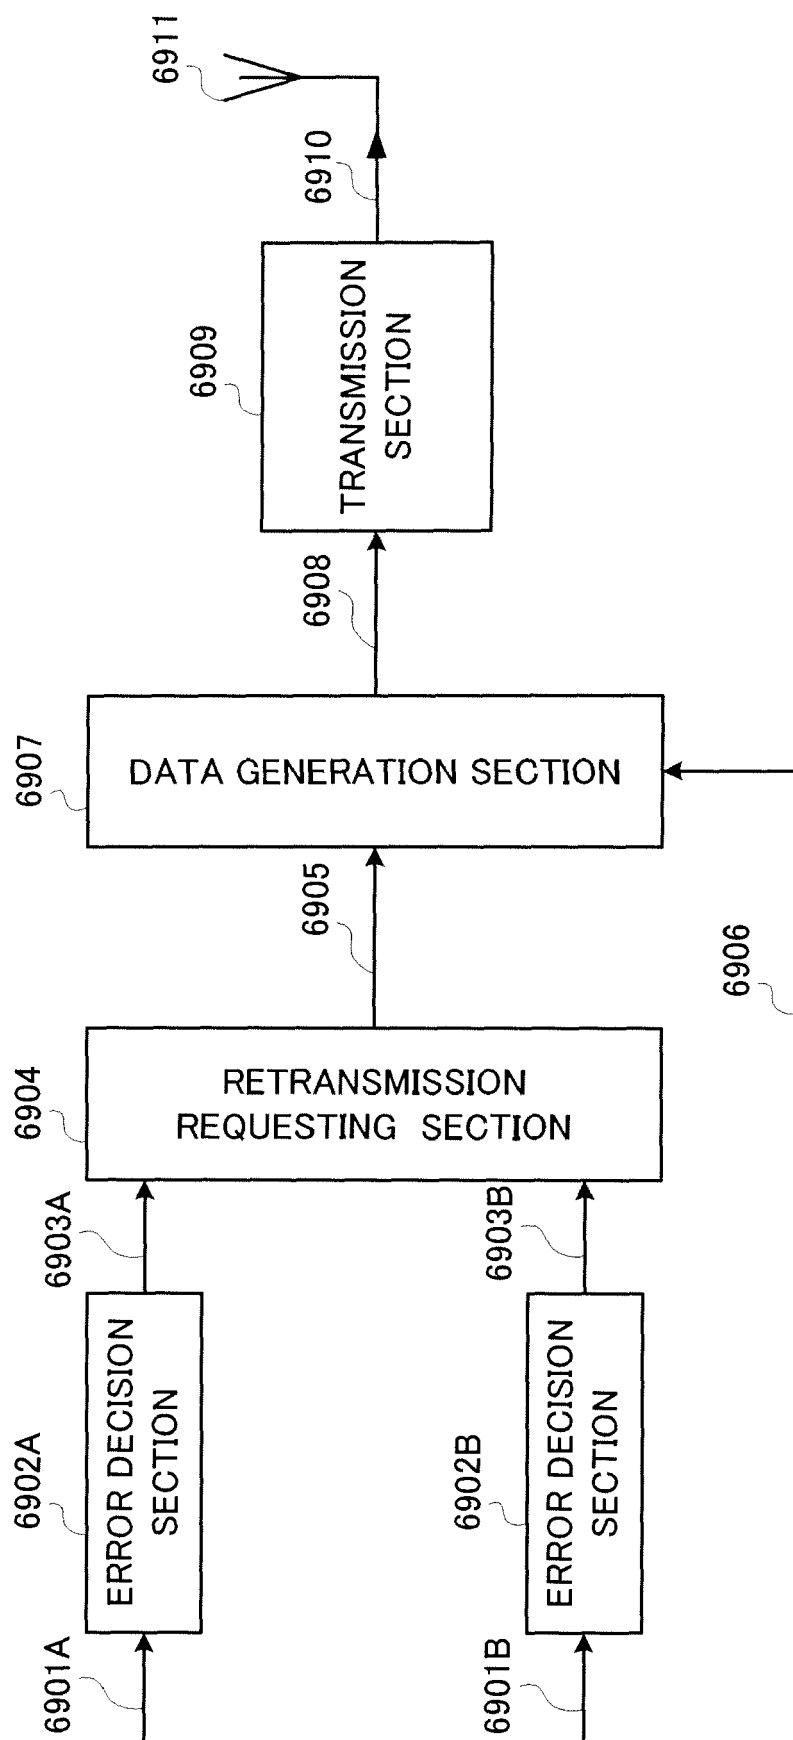 6901A
6902A
ERROR DECISION
SECTION
6903A
6901B
6902B
ERROR DECISION
SECTION
6903B
6904
RETRANSMISSION
REQUESTING SECTION
6905
6906
6907
DATA GENERATION SECTION
6908
6909
TRANSMISSION
SECTION
6910
6911